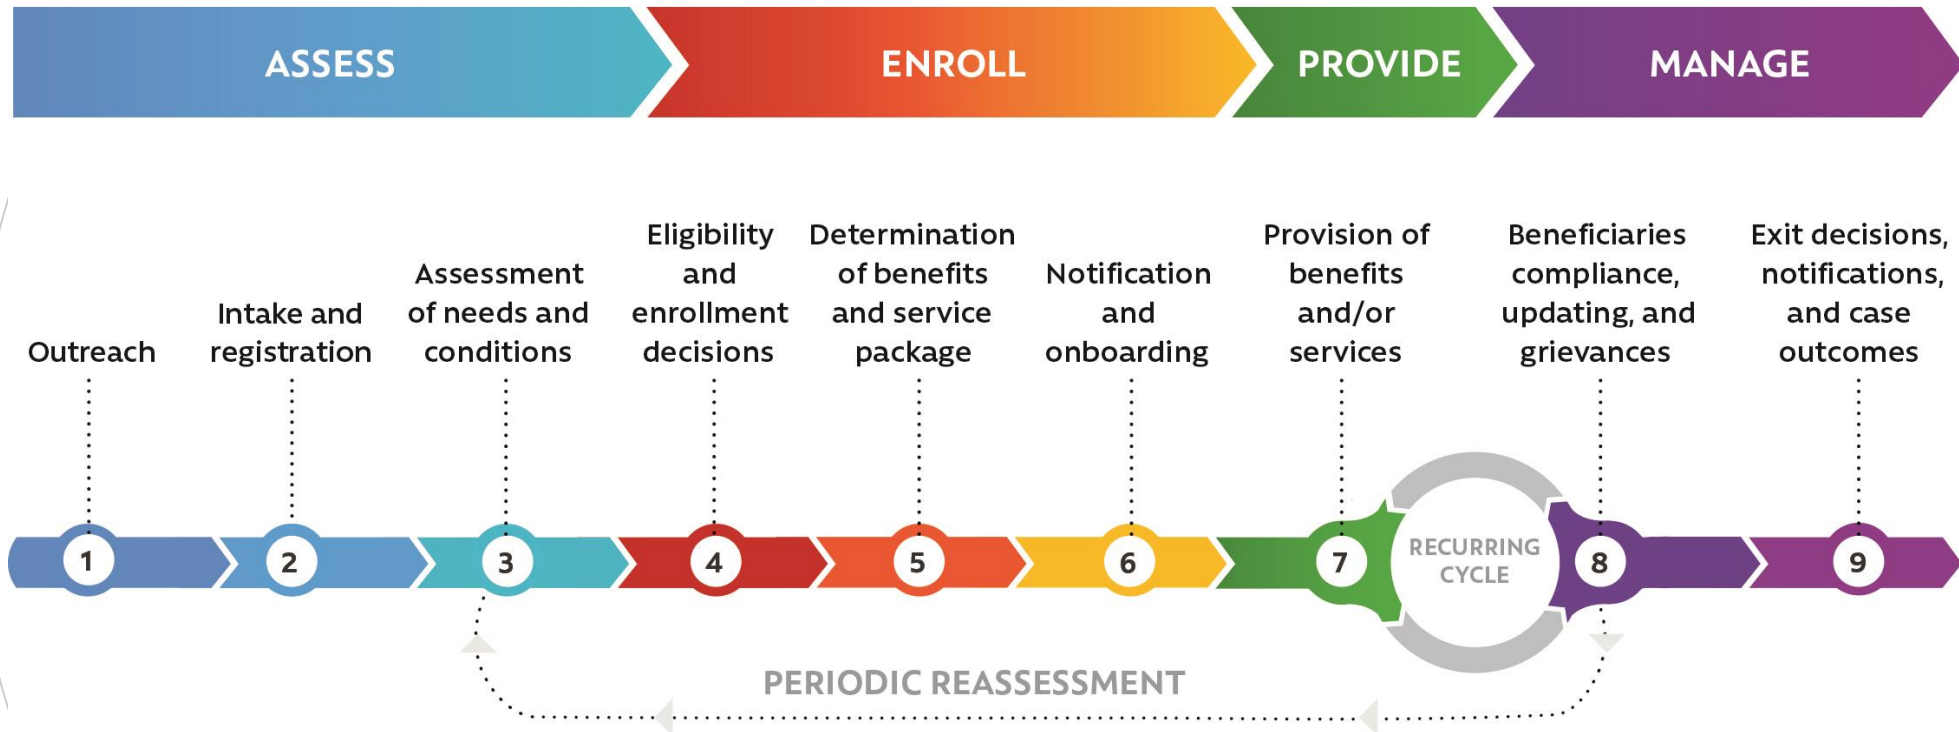 ASSESS
ENROLL
PROVIDE
MANAGE
Outreach
Intake and
registration
Assessment
of needs and
conditions
Eligibility
and
enrollment
decisions
Determination
of benefits
and service
package
Notification
and
onboarding
Provision of
benefits
and/or
services
Beneficiaries
compliance,
updating, and
grievances
Exit decisions,
notifications,
and case
outcomes
1
2
3
4
5
6
7
RECURRING
CYCLE
8
9
PERIODIC REASSESSMENT